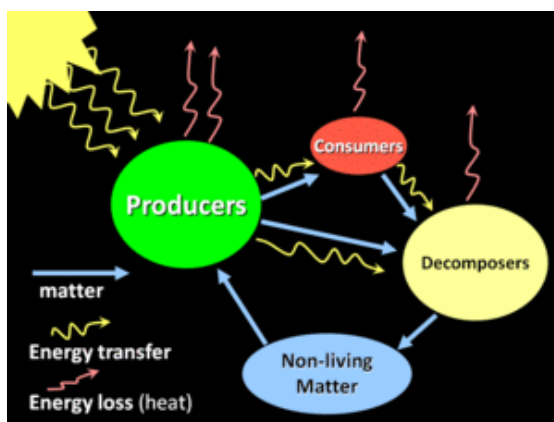 Consumers
Producers
Decomposers
matter
Energy transfer
Non-living
Matter
Energy loss (heat)